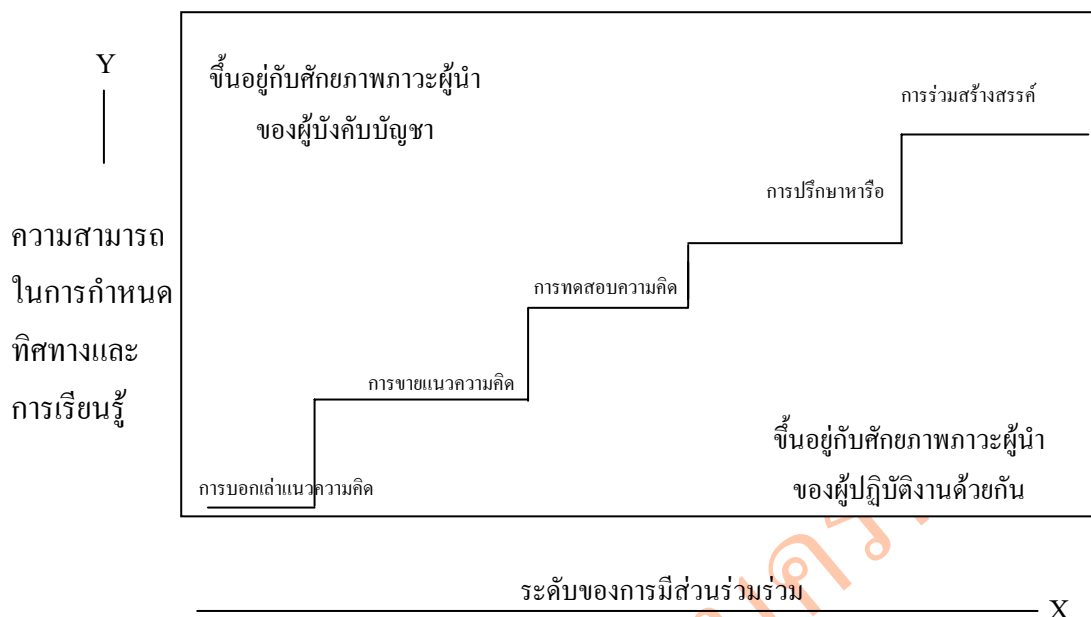 Y
ขึ้นอยู่กับศักยภาพภาวะผู้นำ
ของผู้บังคับบัญชา
การร่วมสร้างสรรค์
การปรึกษาหารือ
ความสามารถ
ในการกำหนด
ทิศทางและ
การเรียนรู้
การทดสอบความคิด
การขายแนวความคิด
ขึ้นอยู่กับศักยภาพภาวะผู้นำ
ของผู้ปฏิบัติงานด้วยกัน
การบอกเล่าแนวความคิด
ระดับของการมีส่วนร่วมร่วม
X